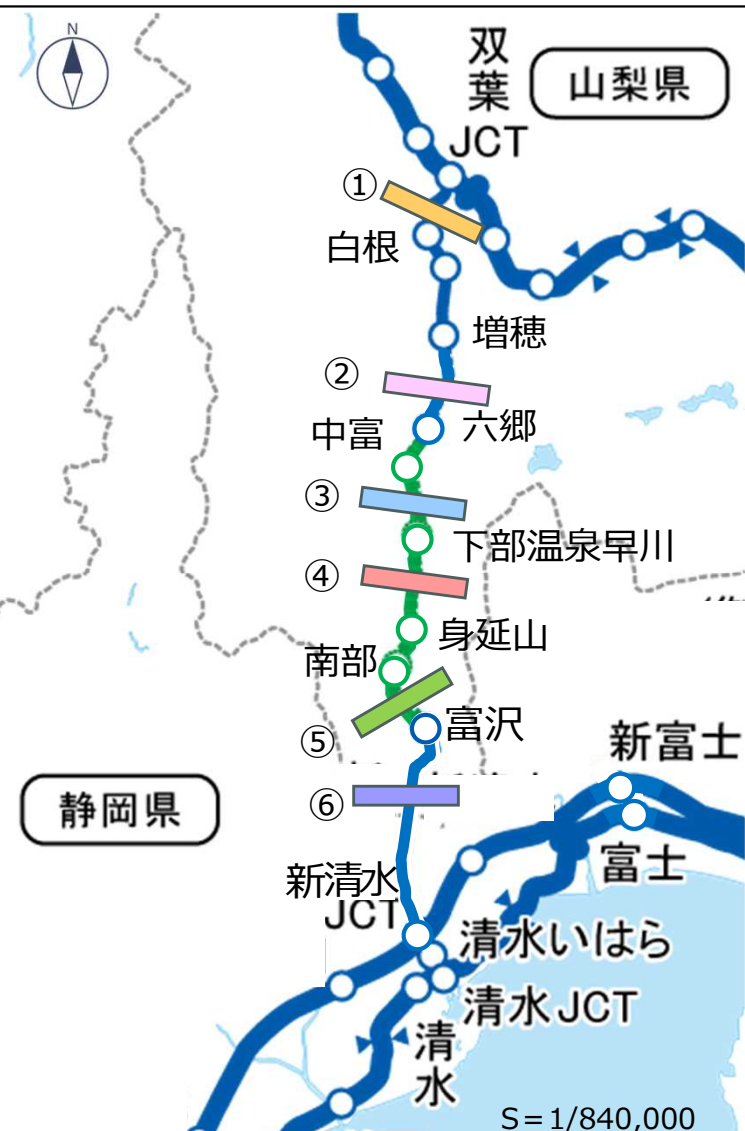 N
双葉
JCT
山梨県
①
白根
増穂
②
中富
六郷
③
下部温泉早川
④
身延山
南部
⑤
富沢
新富士
静岡県
⑥
富士
新清水
JCT
清水いはら
清水JCT
清水
S=1/840,000